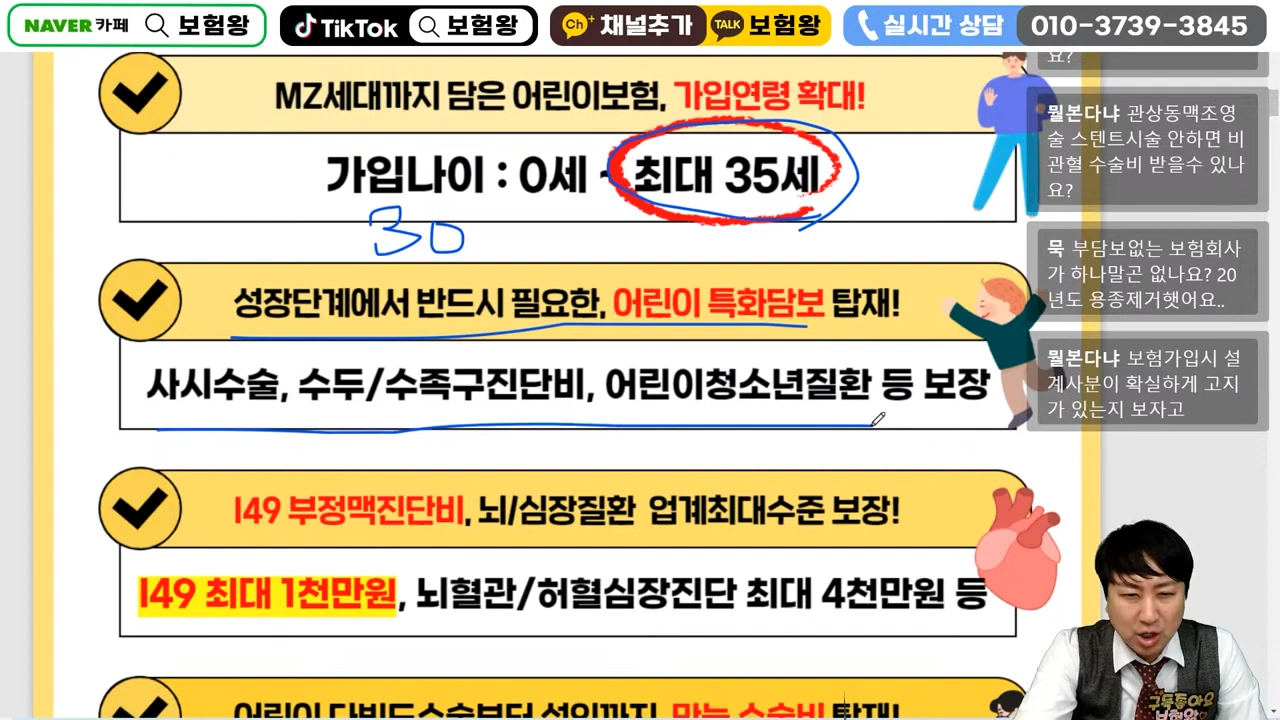 NAVER 카페 보험왕
TikTok 보험왕
Ch+ 채널추가 TALK 보험왕
실시간 상담 010-3739-3845
MZ세대까지 담은 어린이보험, 가입연령 확대!
가입나이 : 0세 - 최대 35세
30
성장단계에서 반드시 필요한, 어린이 특화담보 탑재!
사시수술, 수두/수족구진단비, 어린이청소년질환 등 보장
I49 부정맥진단비, 뇌/심장질환 업계최대수준 보장!
I49 최대 1천만원, 뇌혈관/허혈심장진단 최대 4천만원 등
요?
뭘본다냐 관상동맥조영
술 스텐트시술 안하면 비
관혈 수술비 받을수 있나
요?
묵 부담보없는 보험회사
가 하나말곤 없나요? 20
년도 용종제거했어요..
뭘본다냐 보험가입시 설
계사분이 확실하게 고지
가 있는지 보자고
구독좋아요